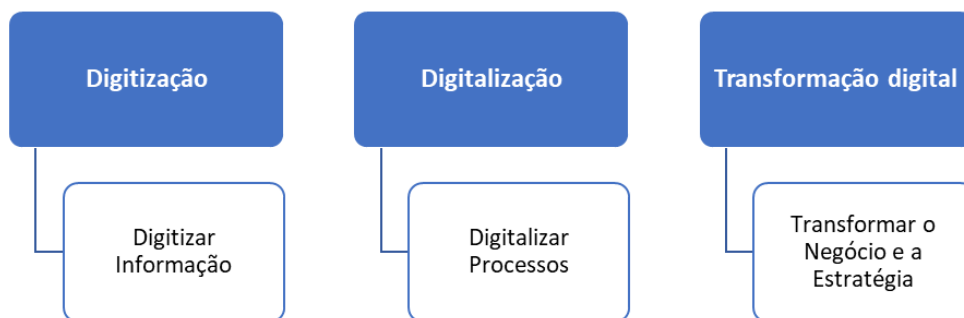 Digitização
Digitalização
Transformação digital
Digitizar
Informação
Digitalizar
Processos
Transformar o
Negócio e a
Estratégia